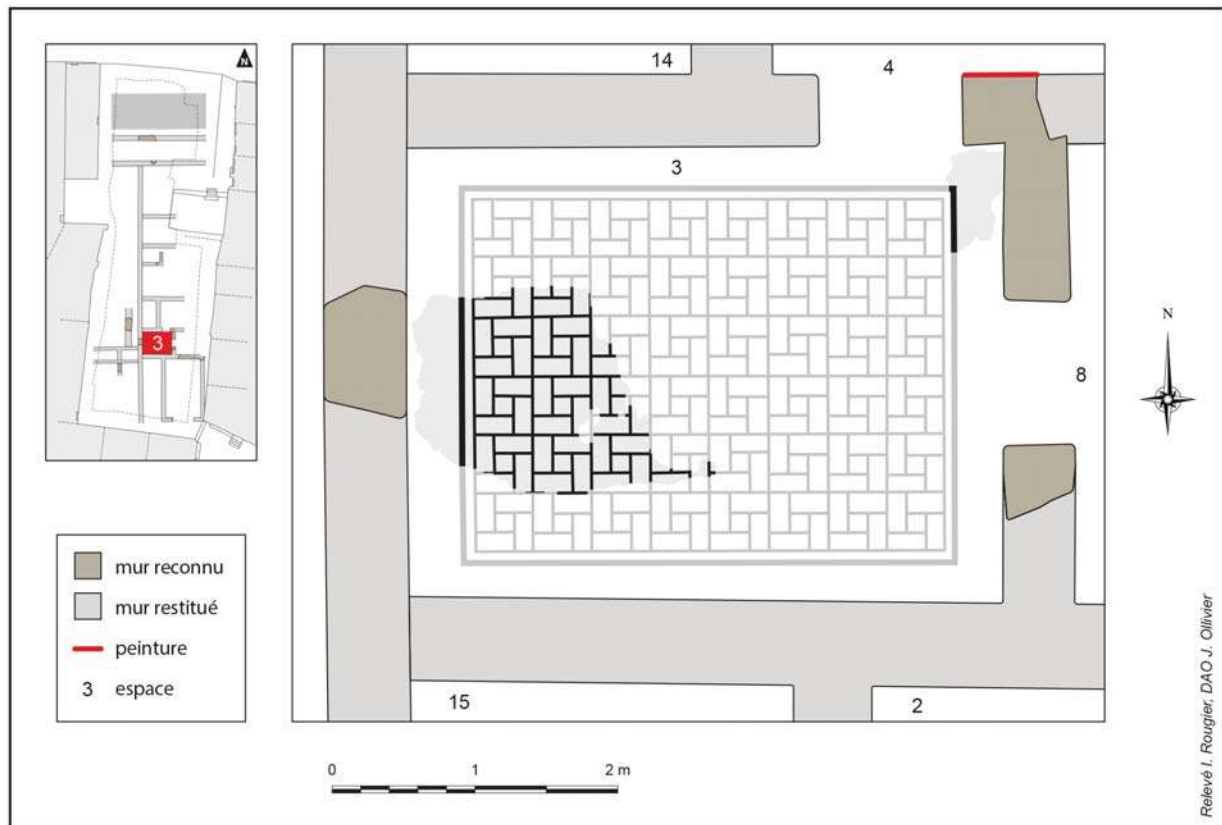 N
3
14
4
3
8
N
15
2
mur reconnu
mur restitué
peinture
3 espace
0 1 2 m
Relevé I. Rougier, DAO J. Ollivier